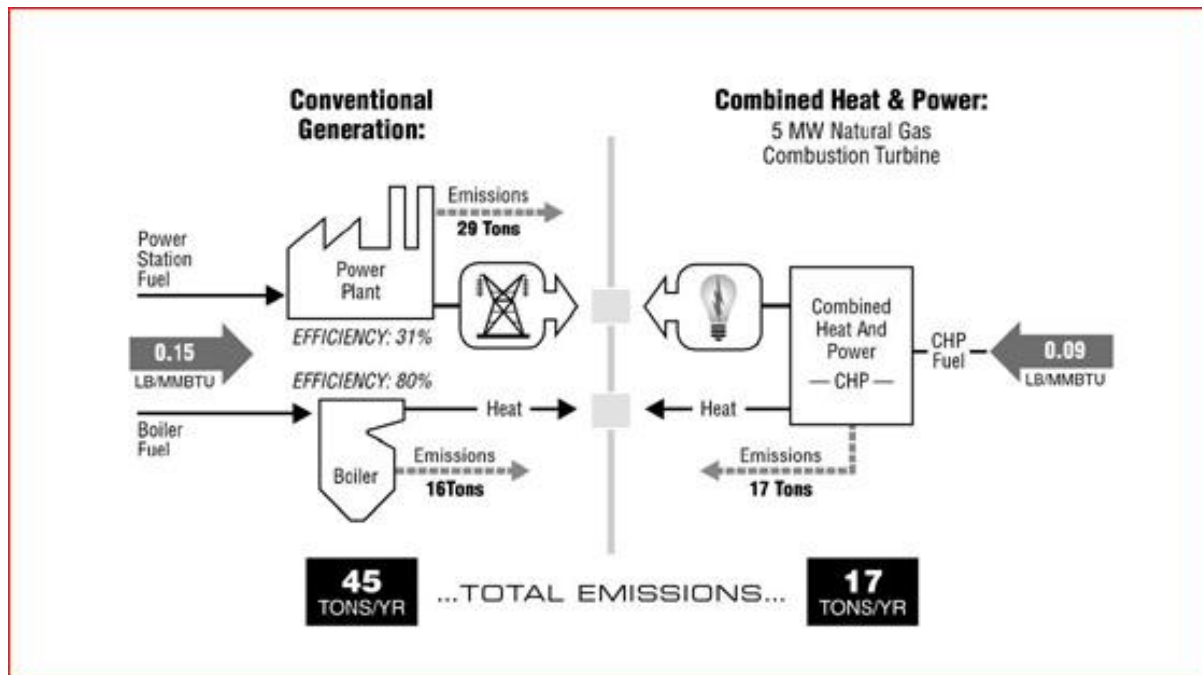 Conventional
Generation:
Combined Heat & Power:
5 MW Natural Gas
Combustion Turbine
Emissions
29 Tons
Power
Station
Fuel
Power
Plant
EFFICIENCY: 31%
0.15
LB/MMBTU
EFFICIENCY: 80%
Boiler
Fuel
Heat
Boiler
Emissions
16Tons
Combined
Heat And
Power
— CHP —
CHP
Fuel
0.09
LB/MMBTU
Heat
Emissions
17 Tons
45
TONS/YR
...TOTAL EMISSIONS...
17
TONS/YR